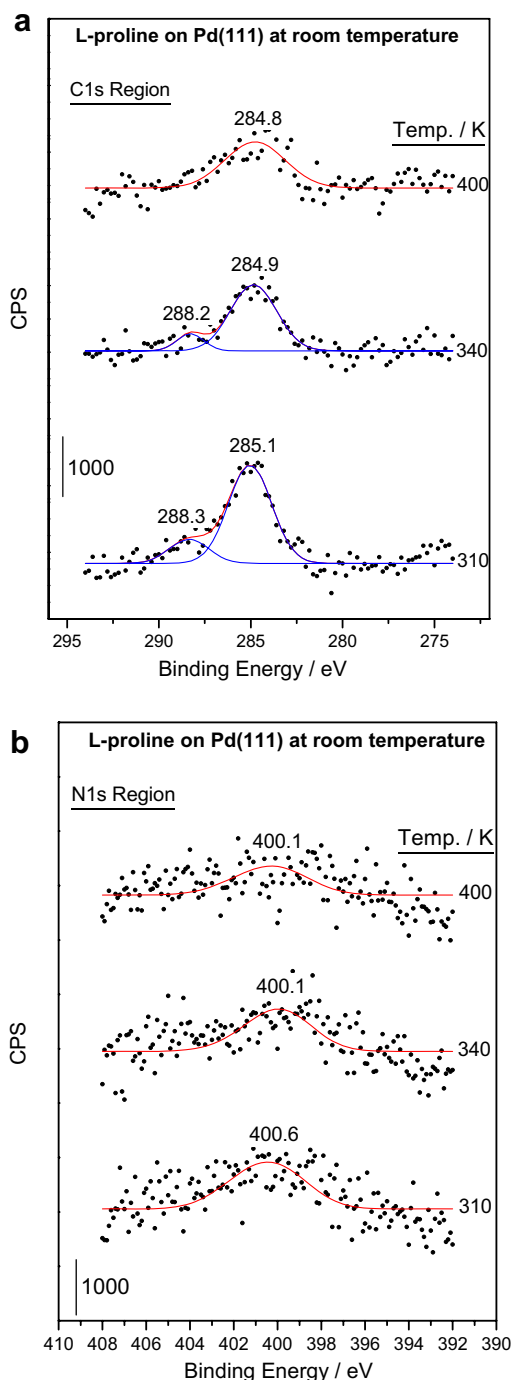 a
L-proline on Pd(111) at room temperature
C1s Region
284.8
Temp. / K
400
284.9
288.2
340
CPS
1000
285.1
288.3
310
295 290 285 280 275
Binding Energy / eV
b
L-proline on Pd(111) at room temperature
N1s Region
400.1
Temp. / K
400
400.1
340
CPS
400.6
310
1000
410 408 406 404 402 400 398 396 394 392 390
Binding Energy / eV